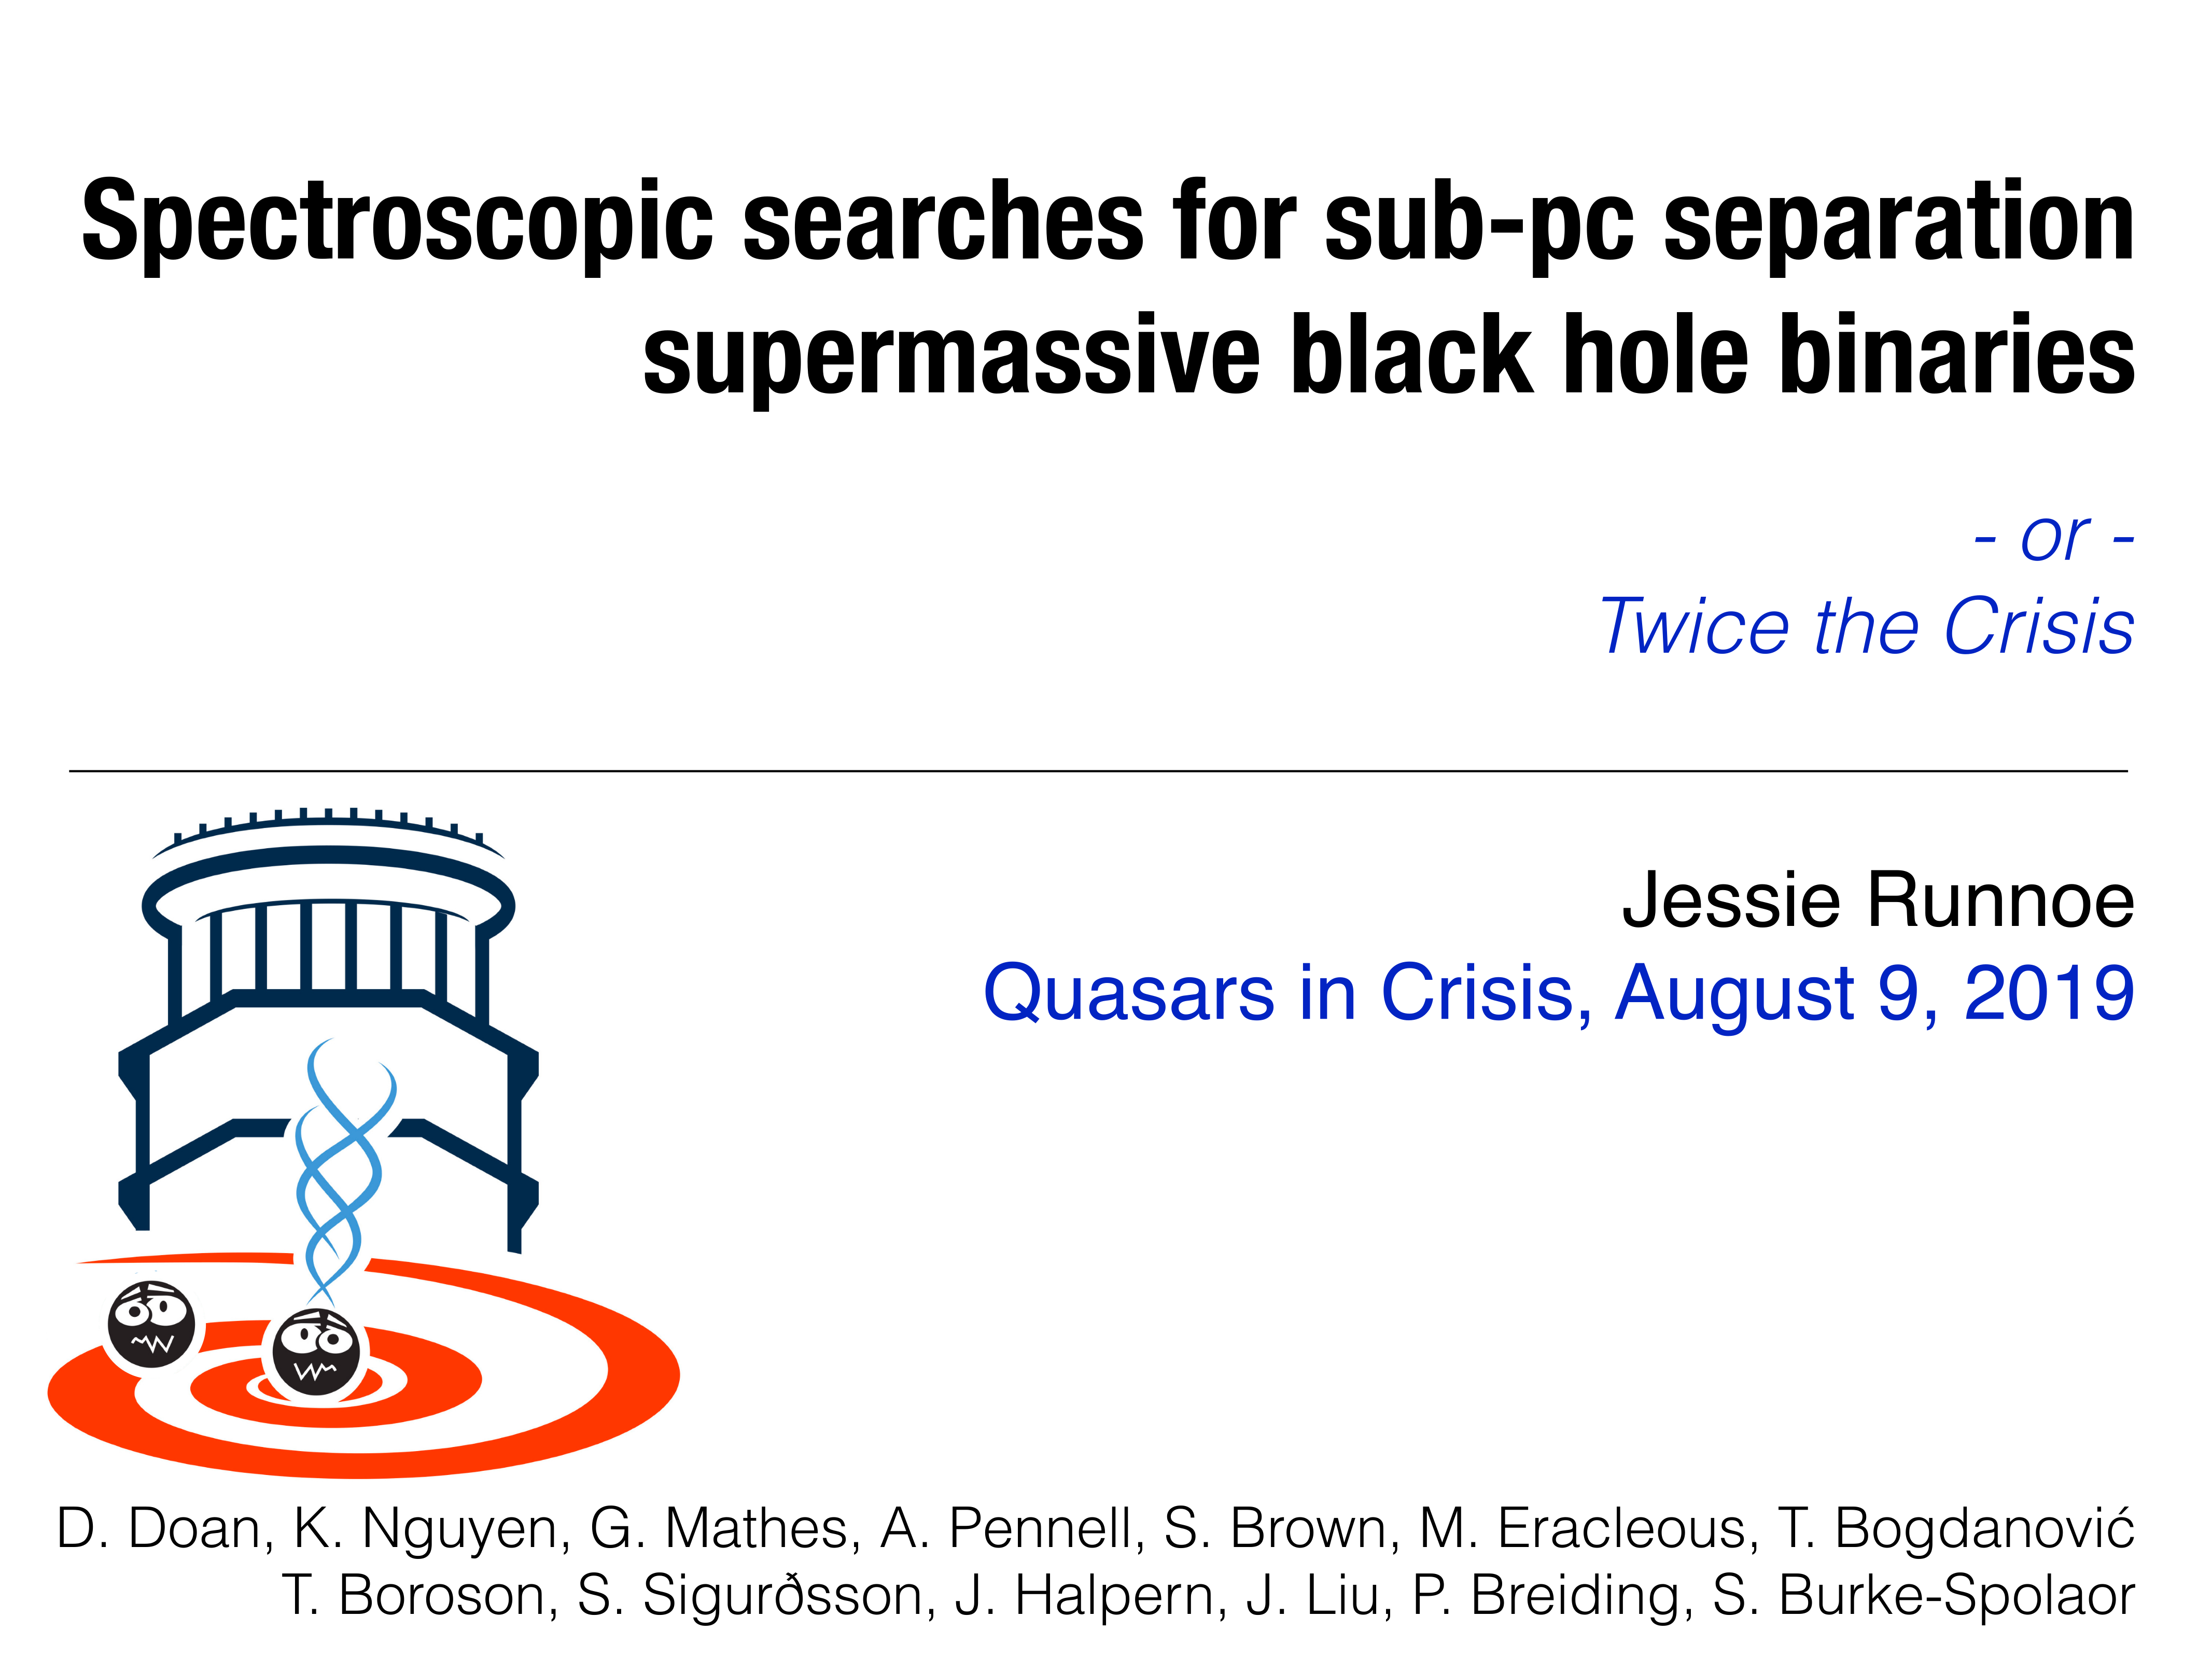 Spectroscopic searches for sub-pc separation
supermassive black hole binaries
- or -
Twice the Crisis
Jessie Runnoe
Quasars in Crisis, August 9, 2019
D. Doan, K. Nguyen, G. Mathes, A. Pennell, S. Brown, M. Eracleous, T. Bogdanović
T. Boroson, S. Sigurðsson, J. Halpern, J. Liu, P. Breiding, S. Burke-Spolaor